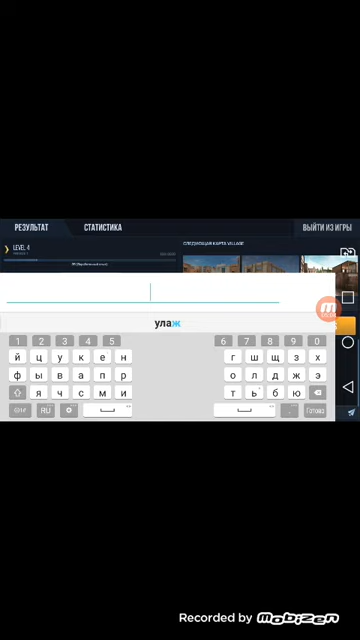 РЕЗУЛЬТАТ СТАТИСТИКА ВЫЙТИ ИЗ ИГРЫ
LEVEL 4
СЛЕДУЮЩАЯ КАРТА VILLAGE
улаж
1 2 3 4 5 6 7 8 9 0
й ц у к е н г ш щ з х
ф ы в а п р о л д ж э
я ч с м и т ь б ю
RU Готово
Recorded by Mobizen